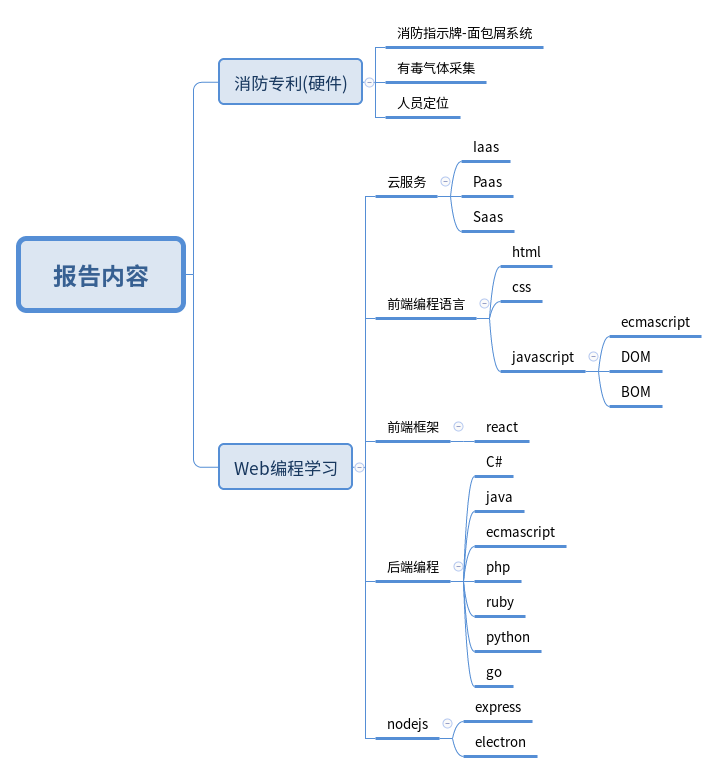 报告内容
消防专利(硬件)
消防指示牌-面包屑系统
有毒气体采集
人员定位
Web编程学习
云服务
Iaas
Paas
Saas
前端编程语言
html
css
javascript
ecmascript
DOM
BOM
前端框架
react
后端编程
C#
java
ecmascript
php
ruby
python
go
nodejs
express
electron